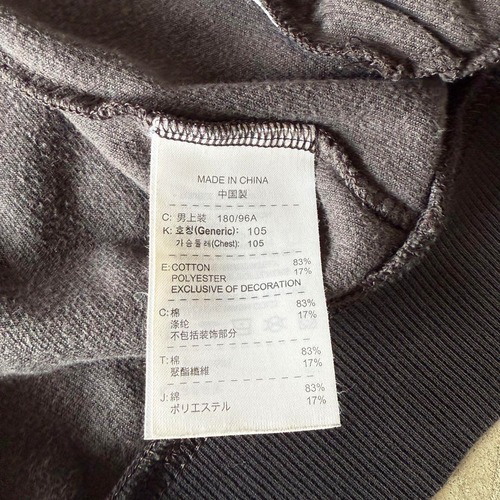 MADE IN CHINA
中国製
C: 男上装 180/96A
K: 호칭(Generic): 105
가슴둘레(Chest): 105
E: COTTON 83%
POLYESTER 17%
EXCLUSIVE OF DECORATION
C: 棉 83%
涤纶 17%
不包括装饰部分
T: 棉 83%
聚酯纖維 17%
J: 綿 83%
ポリエステル 17%